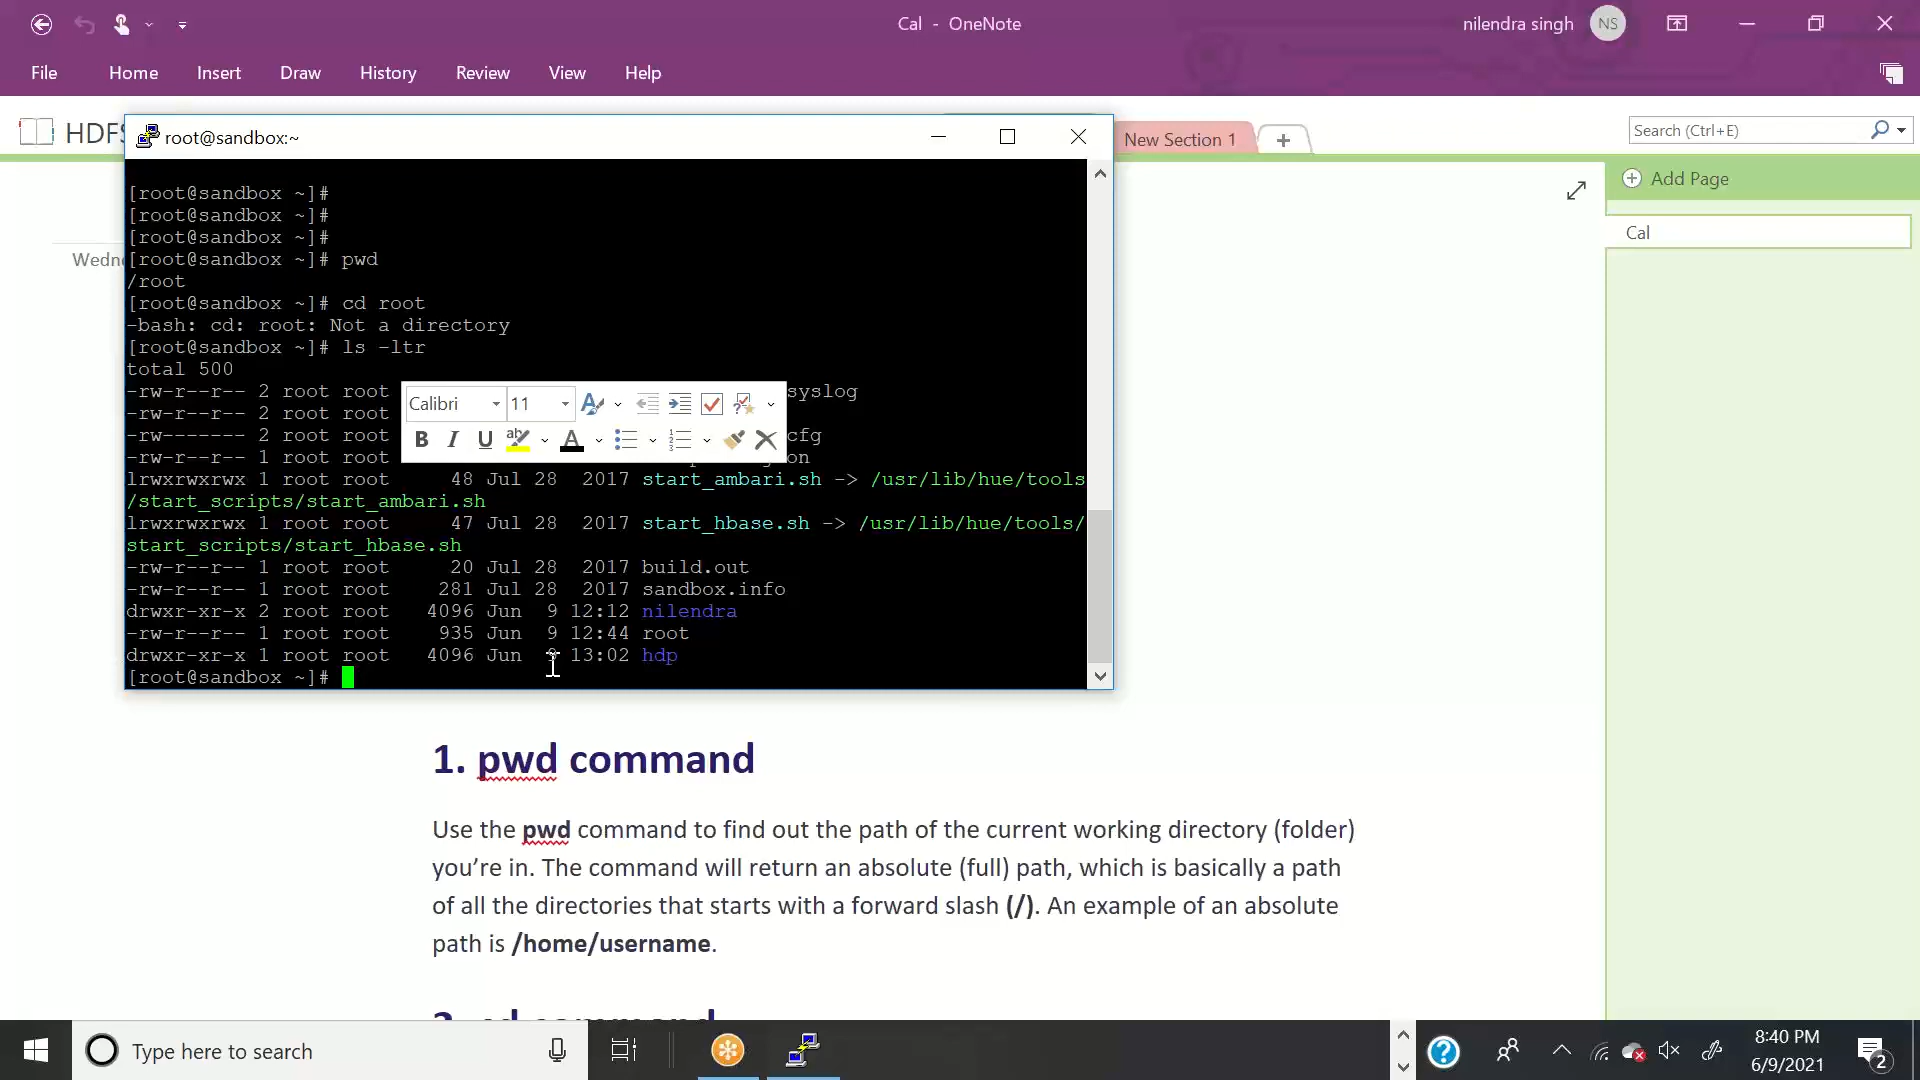 Cal - OneNote
nilendra singh
NS
File Home Insert Draw History Review View Help
HDFS
New Section 1
Search (Ctrl+E)
Add Page
Cal
root@sandbox:~
[root@sandbox ~]#
[root@sandbox ~]#
[root@sandbox ~]#
[root@sandbox ~]# pwd
/root
[root@sandbox ~]# cd root
-bash: cd: root: Not a directory
[root@sandbox ~]# ls -ltr
total 500
-rw-r--r-- 2 root root syslog
-rw-r--r-- 2 root root
-rw------- 2 root root cfg
-rw-r--r-- 1 root root on
lrwxrwxrwx 1 root root 48 Jul 28 2017 start_ambari.sh -> /usr/lib/hue/tools
/start_scripts/start_ambari.sh
lrwxrwxrwx 1 root root 47 Jul 28 2017 start_hbase.sh -> /usr/lib/hue/tools/
start_scripts/start_hbase.sh
-rw-r--r-- 1 root root 20 Jul 28 2017 build.out
-rw-r--r-- 1 root root 281 Jul 28 2017 sandbox.info
drwxr-xr-x 2 root root 4096 Jun 9 12:12 nilendra
-rw-r--r-- 1 root root 935 Jun 9 12:44 root
drwxr-xr-x 1 root root 4096 Jun 9 13:02 hdp
[root@sandbox ~]#
Calibri 11
B I U ab A
1. pwd command
Use the pwd command to find out the path of the current working directory (folder)
you’re in. The command will return an absolute (full) path, which is basically a path
of all the directories that starts with a forward slash (/). An example of an absolute
path is /home/username.
Type here to search
8:40 PM
6/9/2021
2